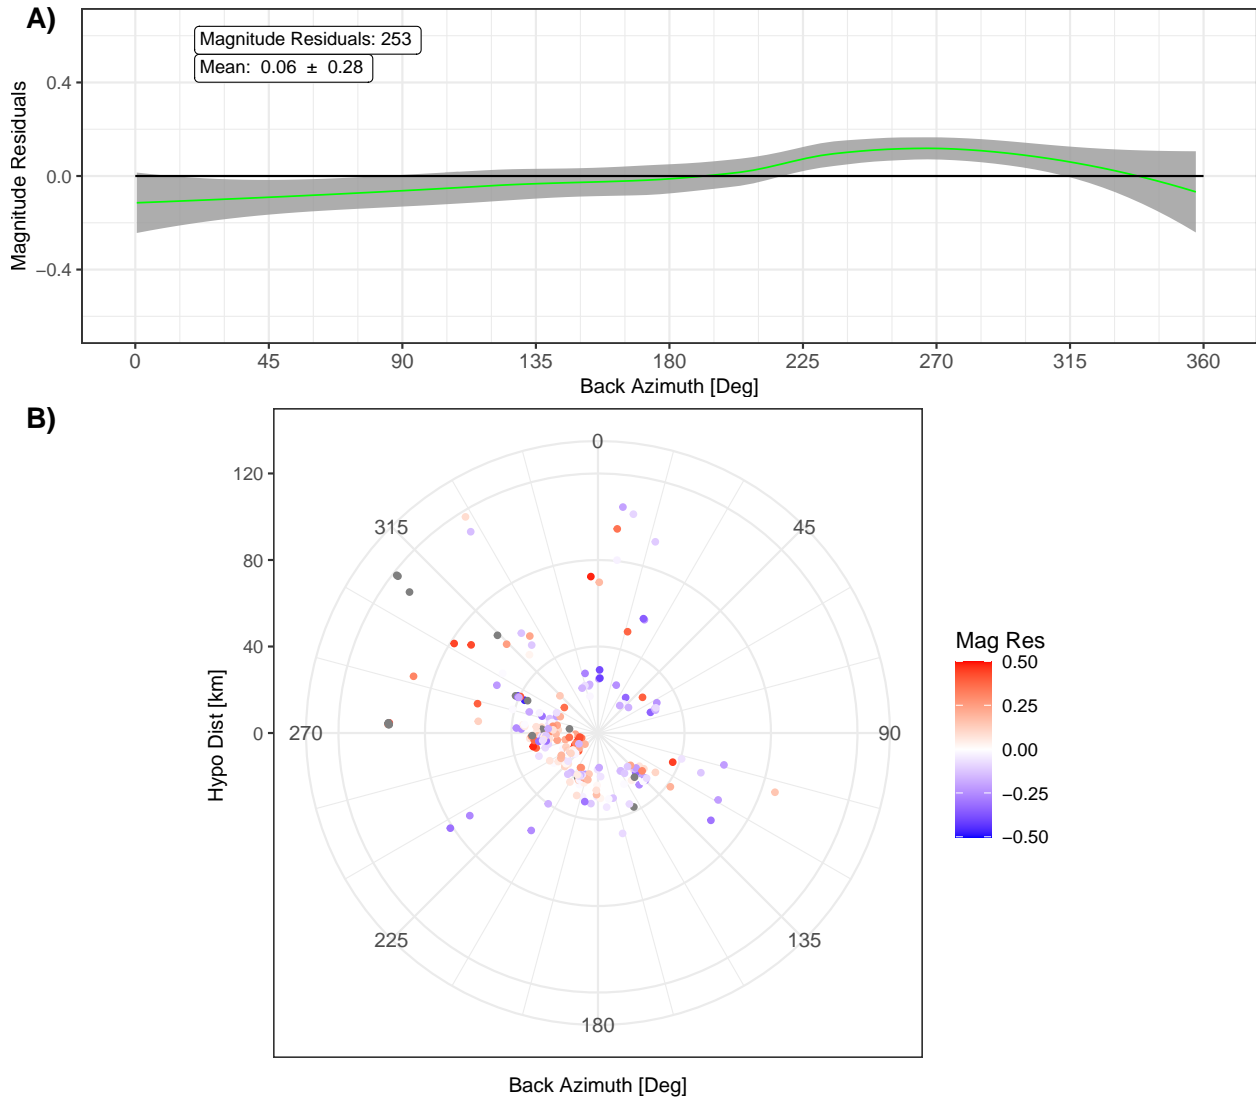 A)
Magnitude Residuals: 253
Mean:  0.06  ±  0.28
Magnitude Residuals
0.4
0.0
−0.4
0 45 90 135 180 225 270 315 360
Back Azimuth [Deg]
B)
Hypo Dist [km]
120
80
40
0
0
45
90
135
180
225
270
315
Back Azimuth [Deg]
Mag Res
0.50
0.25
0.00
−0.25
−0.50